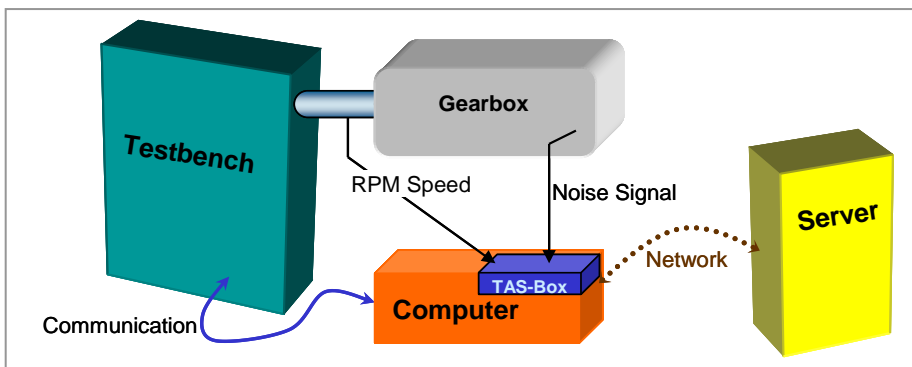 Testbench
Gearbox
RPM Speed
Noise Signal
Server
Network
TAS-Box
Computer
Communication